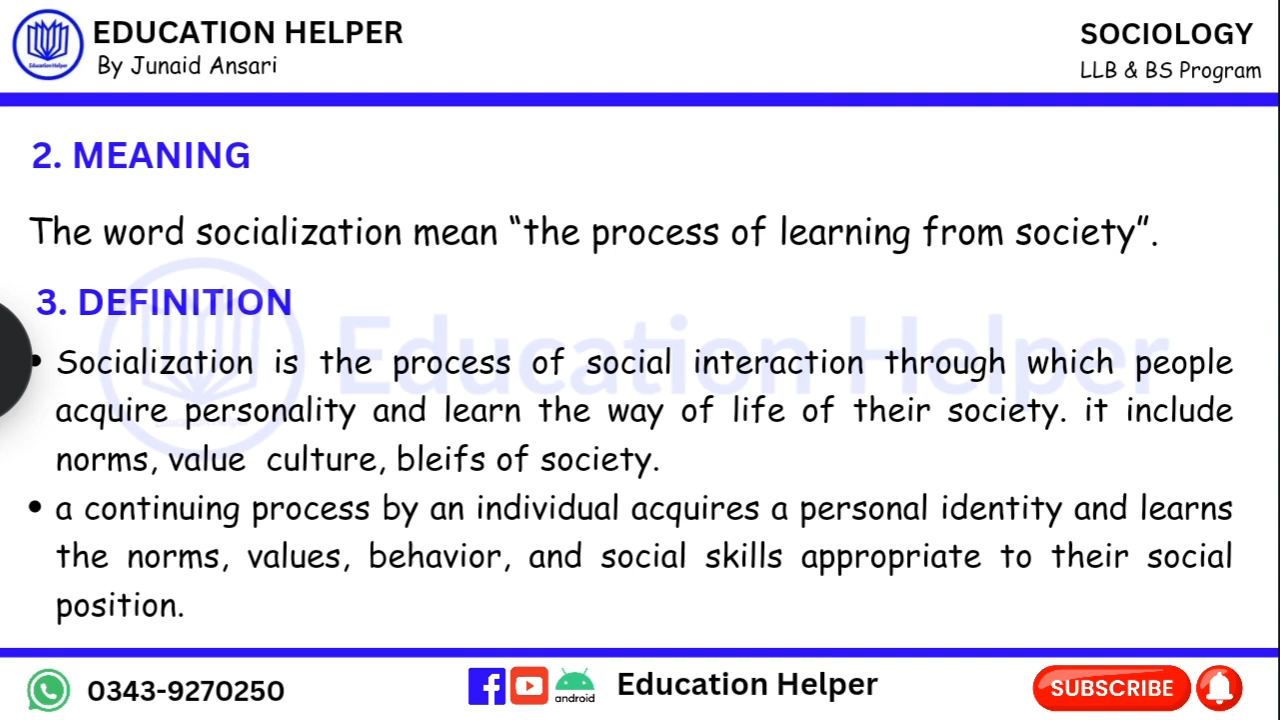 EDUCATION HELPER
By Junaid Ansari
SOCIOLOGY
LLB & BS Program
2. MEANING
The word socialization mean “the process of learning from society”.
3. DEFINITION
• Socialization is the process of social interaction through which people
acquire personality and learn the way of life of their society. it include
norms, value culture, bleifs of society.
• a continuing process by an individual acquires a personal identity and learns
the norms, values, behavior, and social skills appropriate to their social
position.
Education Helper
0343-9270250
android
Education Helper
SUBSCRIBE